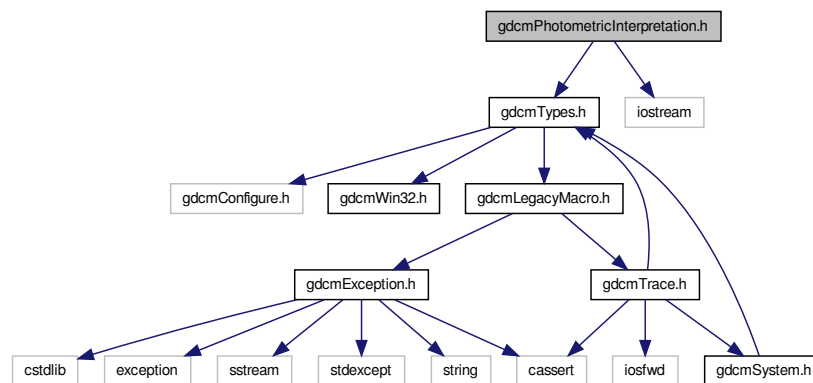 gdcmPhotometricInterpretation.h
gdcmTypes.h
iostream
gdcmConfigure.h
gdcmWin32.h
gdcmLegacyMacro.h
gdcmException.h
gdcmTrace.h
cstdlib
exception
sstream
stdexcept
string
cassert
iosfwd
gdcmSystem.h